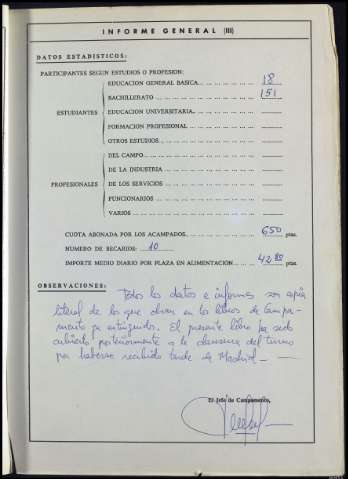 INFORME GENERAL (III)
DATOS ESTADISTICOS:
PARTICIPANTES SEGUN ESTUDIOS O PROFESION:
EDUCACION GENERAL BASICA 18
BACHILLERATO 151
ESTUDIANTES EDUCACION UNIVERSITARIA
FORMACION PROFESIONAL
OTROS ESTUDIOS
DEL CAMPO
DE LA INDUSTRIA
PROFESIONALES DE LOS SERVICIOS
FUNCIONARIOS
VARIOS
CUOTA ABONADA POR LOS ACAMPADOS 650 ptas.
NUMERO DE BECARIOS: 10
IMPORTE MEDIO DIARIO POR PLAZA EN ALIMENTACION 42,80 ptas.
OBSERVACIONES: Todos los datos e informes son copia
literal de los que obran en los libros de Campa-
mento ya extinguidos. El presente libro ha sido
cubierto posteriormente a la clausura del turno
por haberse recibido tarde de Madrid.
El Jefe de Campamento,